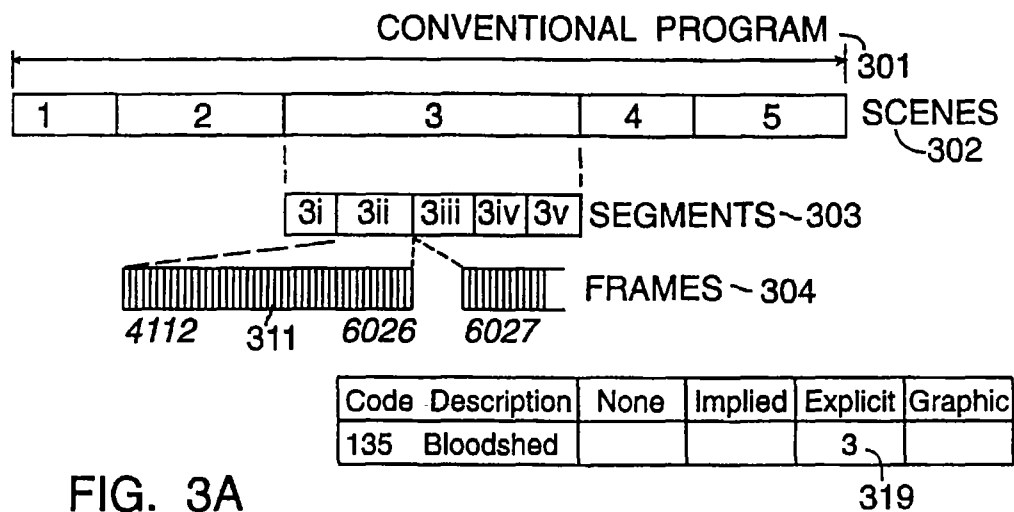 CONVENTIONAL PROGRAM
301
1 2 3 4 5 SCENES
302
3i 3ii 3iii 3iv 3v SEGMENTS ~303
FRAMES ~ 304
4112 311 6026 6027
Code Description None Implied Explicit Graphic
135 Bloodshed 3
319
FIG. 3A